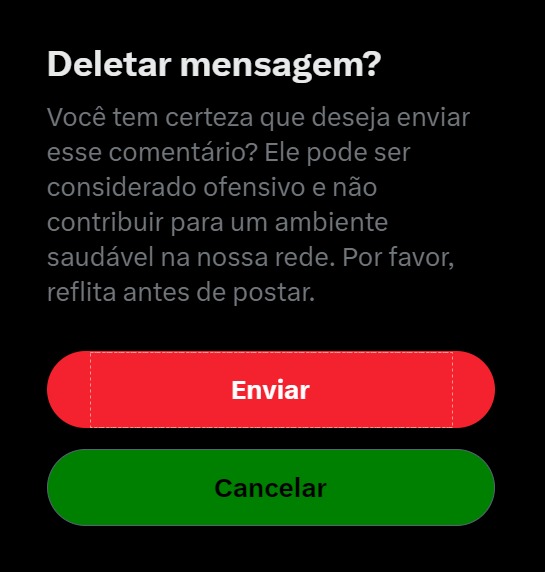 Deletar mensagem?
Você tem certeza que deseja enviar
esse comentário? Ele pode ser
considerado ofensivo e não
contribuir para um ambiente
saudável na nossa rede. Por favor,
reflita antes de postar.
Enviar
Cancelar